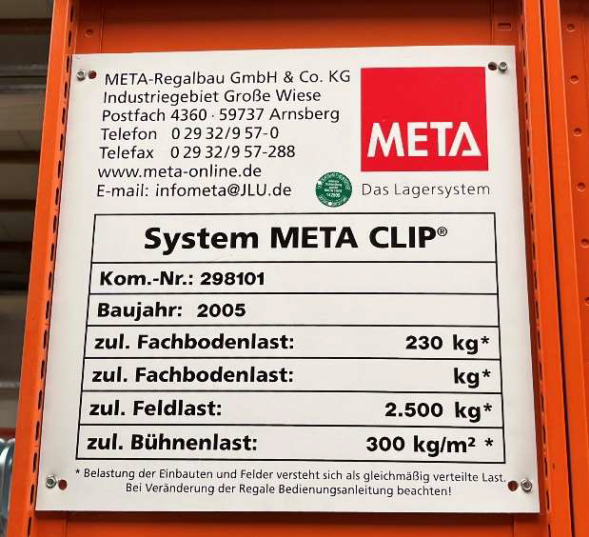 META-Regalbau GmbH & Co. KG
Industriegebiet Große Wiese
Postfach 4360 · 59737 Arnsberg
Telefon 0 29 32/9 57-0
Telefax 0 29 32/9 57-288
www.meta-online.de
E-mail: infometa@JLU.de
META
Das Lagersystem
System META CLIP®
Kom.-Nr.: 298101
Baujahr: 2005
zul. Fachbodenlast: 230 kg*
zul. Fachbodenlast: kg*
zul. Feldlast: 2.500 kg*
zul. Bühnenlast: 300 kg/m² *
* Belastung der Einbauten und Felder versteht sich als gleichmäßig verteilte Last.
Bei Veränderung der Regale Bedienungsanleitung beachten!